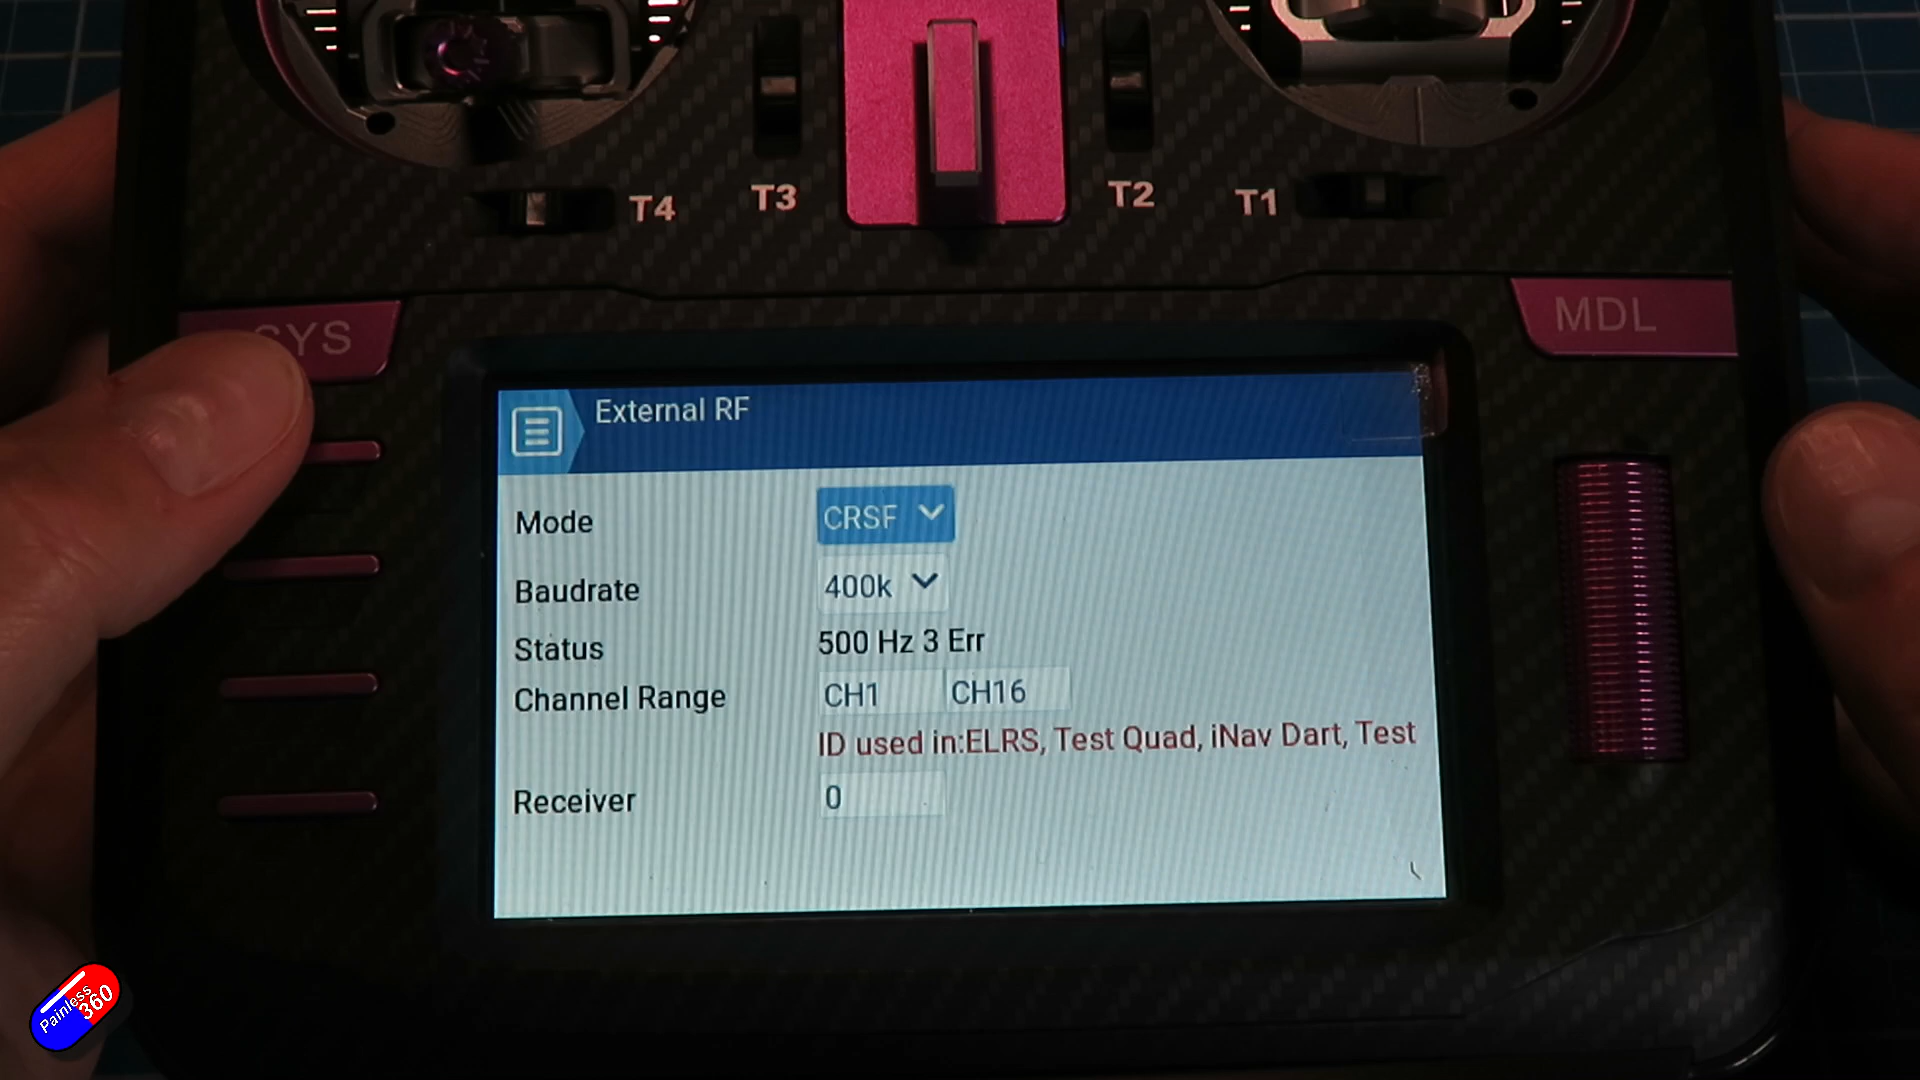 T4
T3
T2
T1
SYS
MDL
External RF
Mode
CRSF
Baudrate
400k
Status
500 Hz 3 Err
Channel Range
CH1
CH16
ID used in:ELRS, Test Quad, iNav Dart, Test
Receiver
0
Painless
360